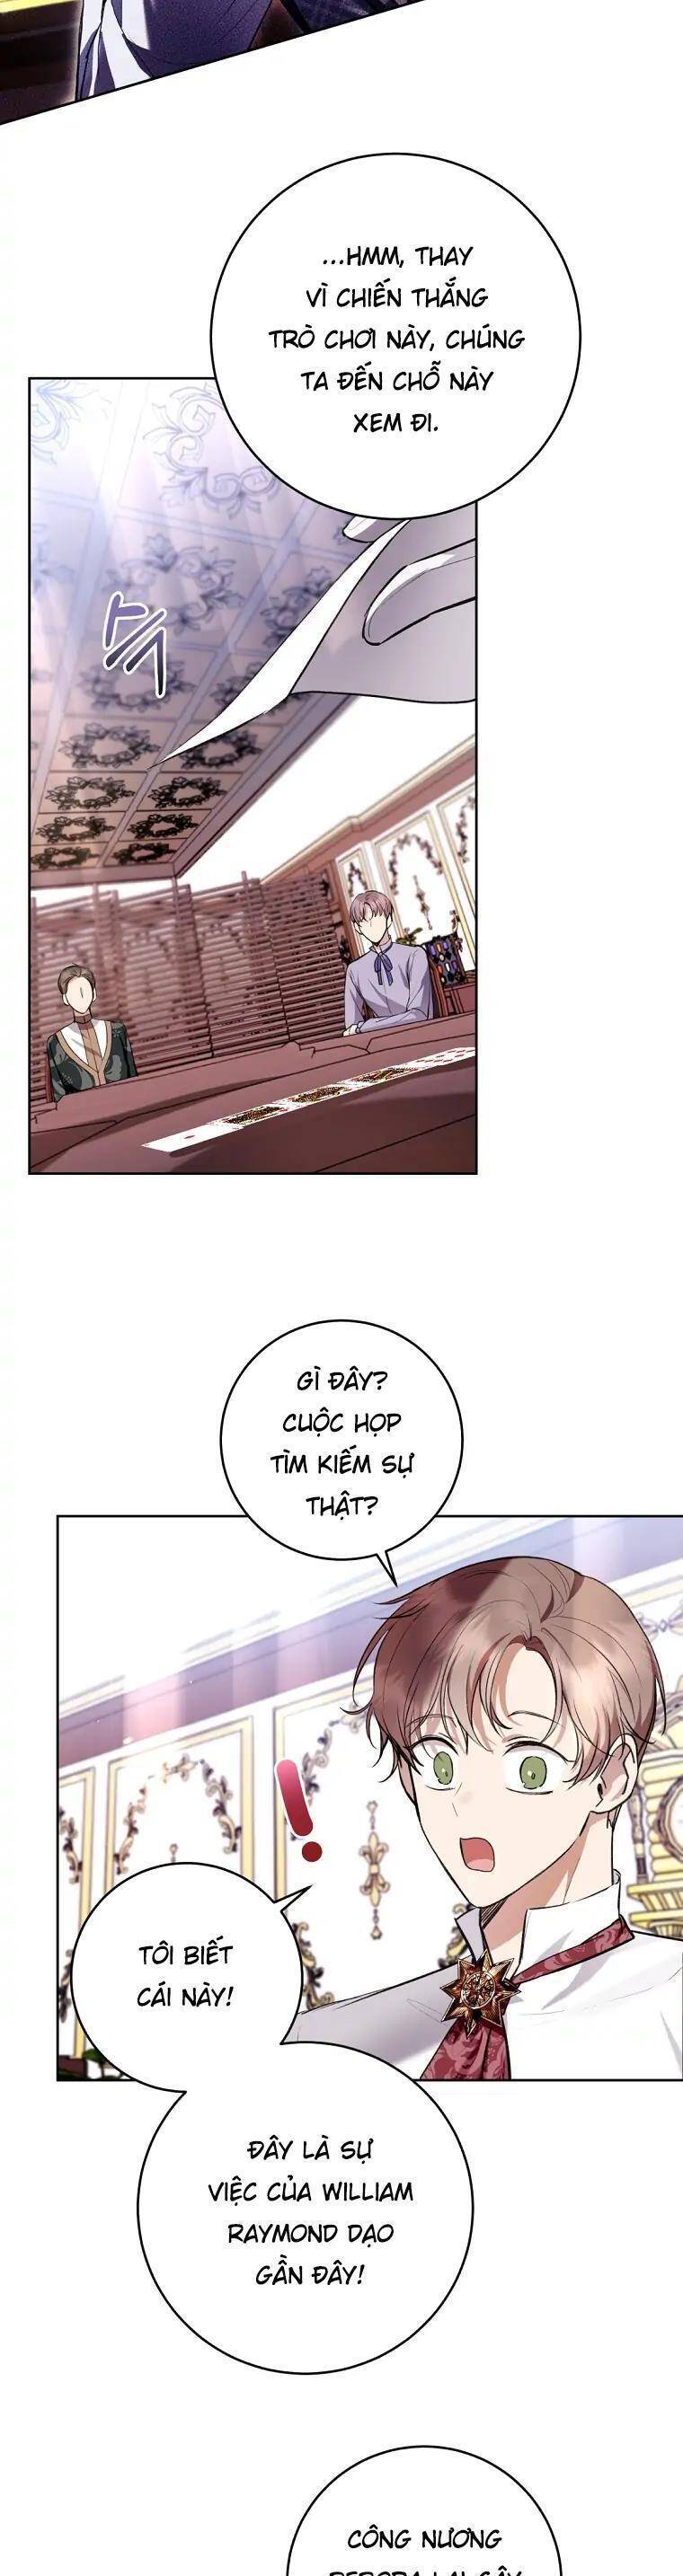 ...HMM, THAY
VÌ CHIẾN THẮNG
TRÒ CHƠI NÀY, CHÚNG
TA ĐẾN CHỖ NÀY
XEM ĐI.
슥
GÌ ĐÂY?
CUỘC HỌP
TÌM KIẾM SỰ
THẬT?
!
TÔI BIẾT
CÁI NÀY!
ĐÂY LÀ SỰ
VIỆC CỦA WILLIAM
RAYMOND DẠO
GẦN ĐÂY!
CÔNG NƯƠNG